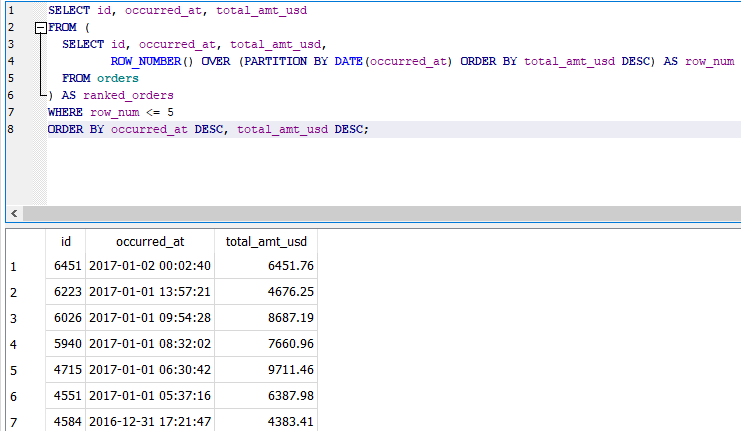 1 SELECT id, occurred_at, total_amt_usd
2 FROM (
3 SELECT id, occurred_at, total_amt_usd,
4 ROW_NUMBER() OVER (PARTITION BY DATE(occurred_at) ORDER BY total_amt_usd DESC) AS row_num
5 FROM orders
6 ) AS ranked_orders
7 WHERE row_num <= 5
8 ORDER BY occurred_at DESC, total_amt_usd DESC;
id occurred_at total_amt_usd
1 6451 2017-01-02 00:02:40 6451.76
2 6223 2017-01-01 13:57:21 4676.25
3 6026 2017-01-01 09:54:28 8687.19
4 5940 2017-01-01 08:32:02 7660.96
5 4715 2017-01-01 06:30:42 9711.46
6 4551 2017-01-01 05:37:16 6387.98
7 4584 2016-12-31 17:21:47 4383.41